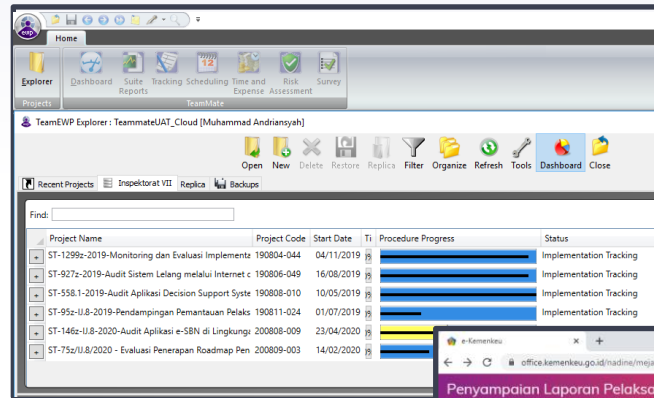 ewp
Home
Explorer
Dashboard
Suite Reports
Tracking
Scheduling
Time and Expense
Risk Assessment
Survey
Projects
TeamMate
TeamEWP Explorer : TeammateUAT_Cloud [Muhammad Andriansyah]
Open New Delete Restore Replica Filter Organize Refresh Tools Dashboard Close
Recent Projects Inspektorat VII Replica Backups
Find:
Project Name Project Code Start Date Ti Procedure Progress Status
ST-1299z-2019-Monitoring dan Evaluasi Implementa 190804-044 04/11/2019 Implementation Tracking
ST-927z-2019-Audit Sistem Lelang melalui Internet c 190806-049 16/08/2019 Implementation Tracking
ST-558.1-2019-Audit Aplikasi Decision Support Syste 190808-010 10/05/2019 Implementation Tracking
ST-95z-IJ.8-2019-Pendampingan Pemantauan Pelaks 190811-024 01/07/2019 Implementation Tracking
ST-146z-IJ.8-2020-Audit Aplikasi e-SBN di Lingkunga 200808-009 23/04/2020
ST-75z/IJ.8/2020 - Evaluasi Penerapan Roadmap Pen 200809-003 14/02/2020
e-Kemenkeu
office.kemenkeu.go.id/nadine/meja
Penyampaian Laporan Pelaksa